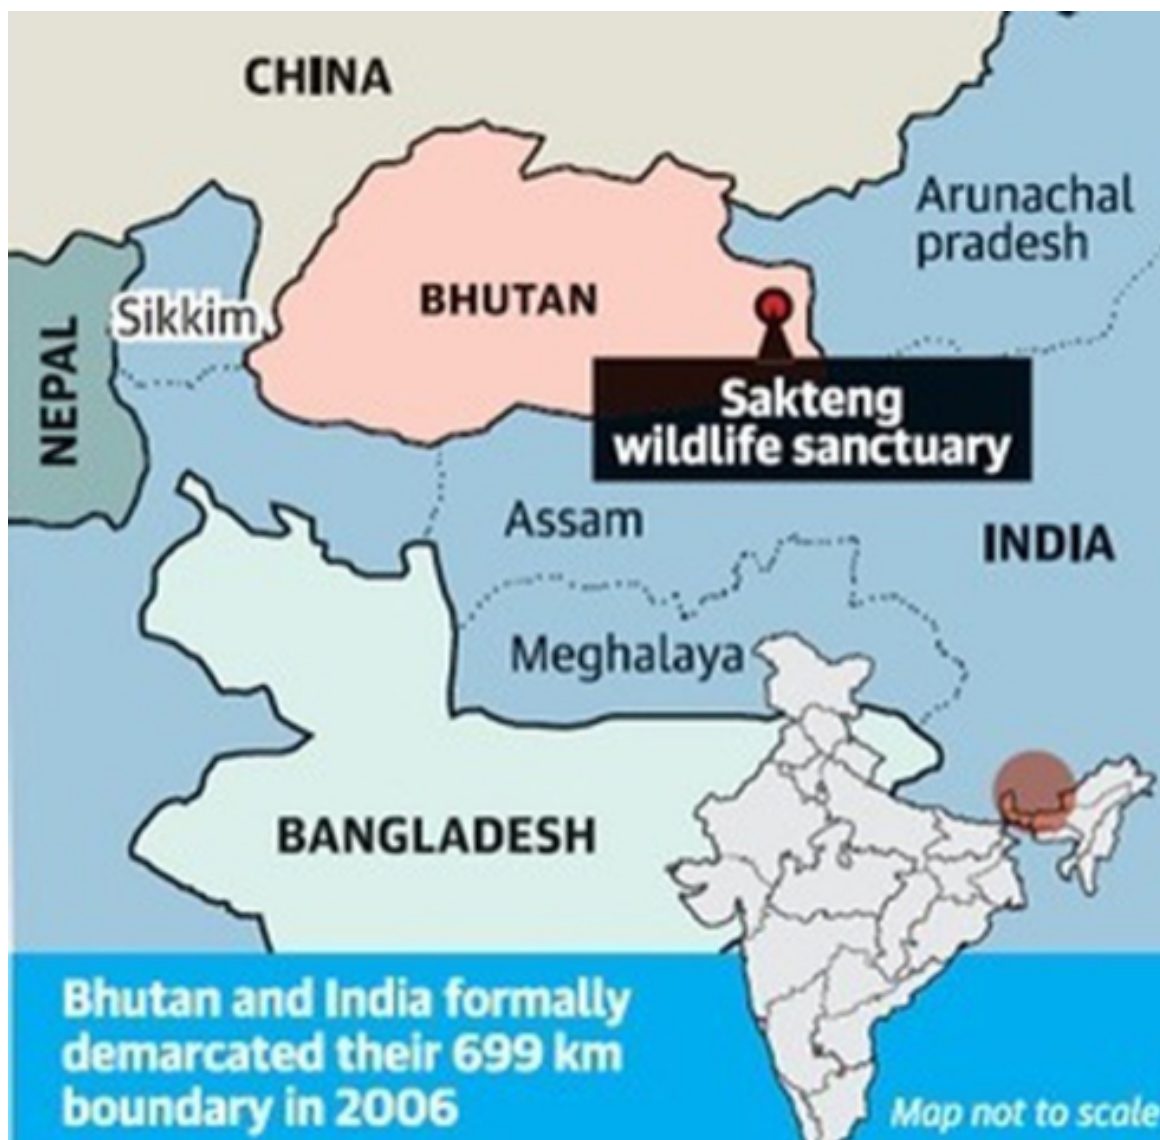 CHINA
Arunachal
pradesh
BHUTAN
Sikkim
NEPAL
Sakteng
wildlife sanctuary
Assam
INDIA
Meghalaya
BANGLADESH
Bhutan and India formally
demarcated their 699 km
boundary in 2006
Map not to scale